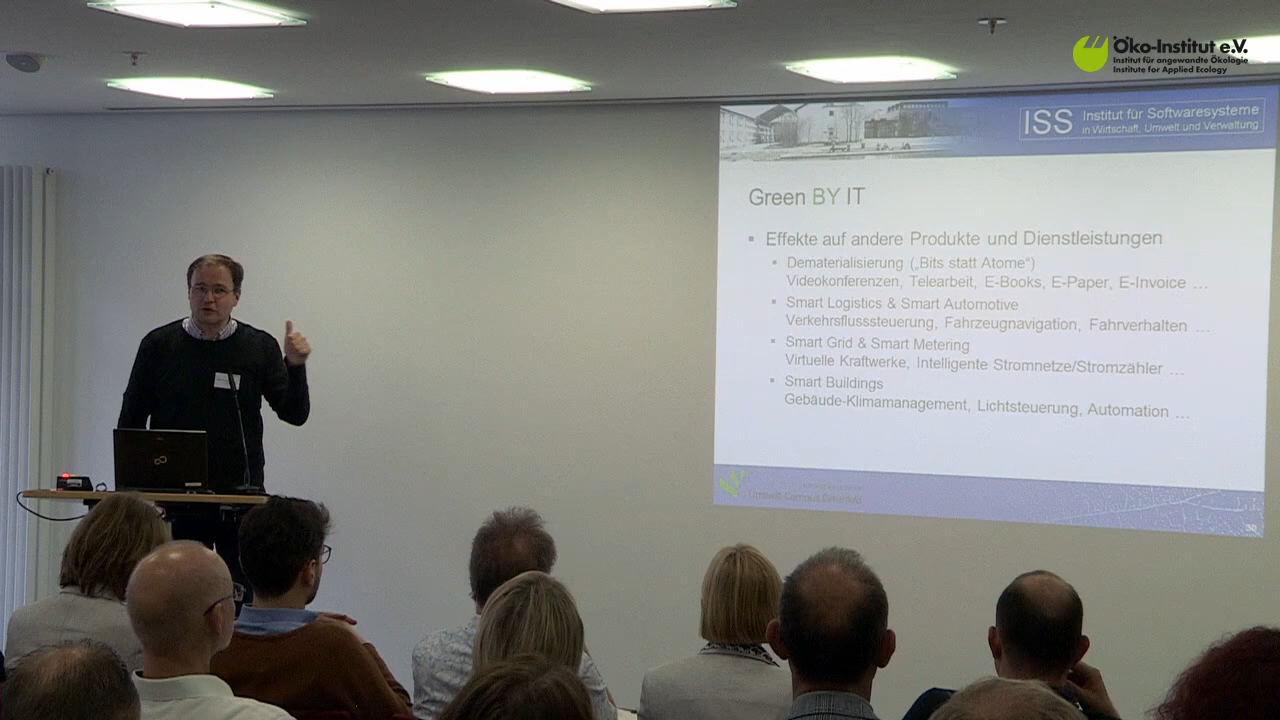 Öko-Institut e.V.
Institut für angewandte Ökologie
Institute for Applied Ecology
ISS Institut für Softwaresysteme
in Wirtschaft, Umwelt und Verwaltung
Green BY IT
Effekte auf andere Produkte und Dienstleistungen
Dematerialisierung („Bits statt Atome“)
Videokonferenzen, Telearbeit, E-Books, E-Paper, E-Invoice …
Smart Logistics & Smart Automotive
Verkehrsflusssteuerung, Fahrzeugnavigation, Fahrverhalten …
Smart Grid & Smart Metering
Virtuelle Kraftwerke, Intelligente Stromnetze/Stromzähler …
Smart Buildings
Gebäude-Klimamanagement, Lichtsteuerung, Automation …
Umwelt-Campus Birkenfeld